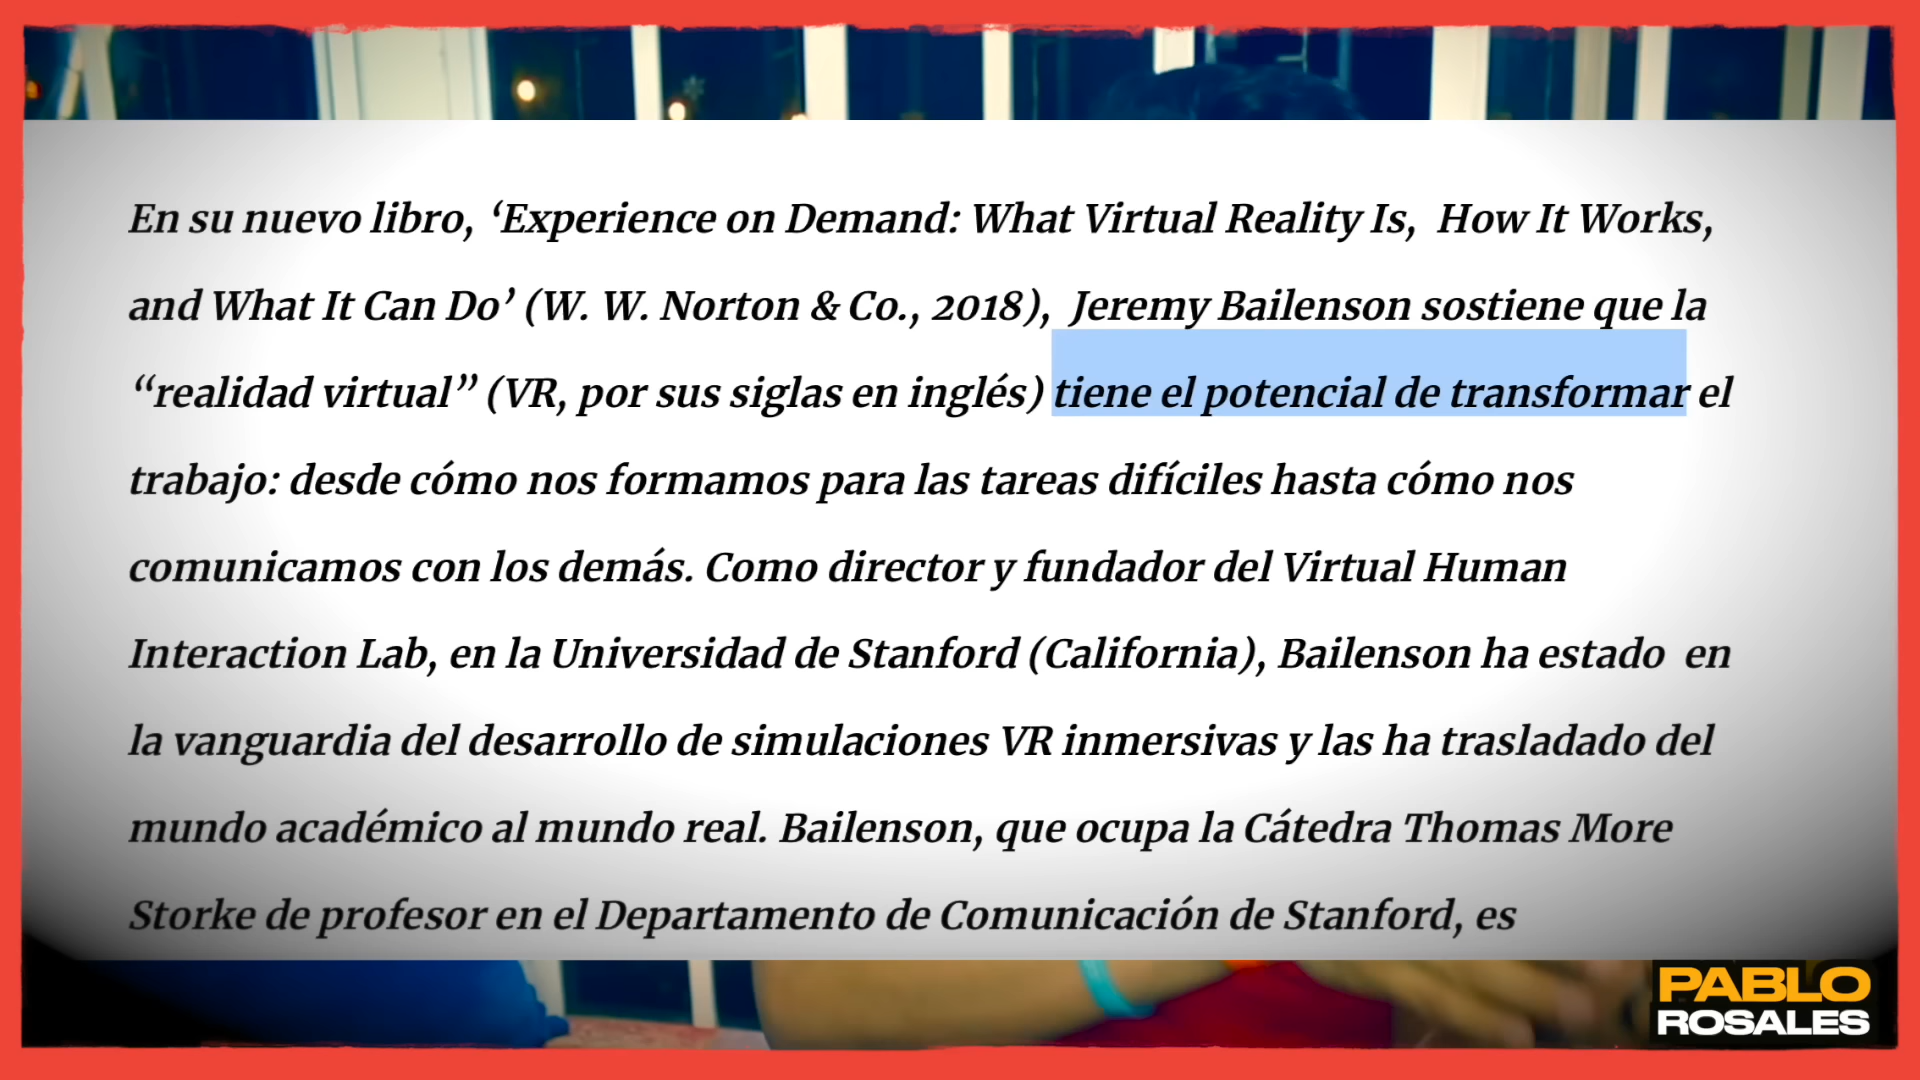 En su nuevo libro, ‘Experience on Demand: What Virtual Reality Is, How It Works,
and What It Can Do’ (W. W. Norton & Co., 2018), Jeremy Bailenson sostiene que la
“realidad virtual” (VR, por sus siglas en inglés) tiene el potencial de transformar el
trabajo: desde cómo nos formamos para las tareas difíciles hasta cómo nos
comunicamos con los demás. Como director y fundador del Virtual Human
Interaction Lab, en la Universidad de Stanford (California), Bailenson ha estado en
la vanguardia del desarrollo de simulaciones VR inmersivas y las ha trasladado del
mundo académico al mundo real. Bailenson, que ocupa la Cátedra Thomas More
Storke de profesor en el Departamento de Comunicación de Stanford, es
PABLO
ROSALES